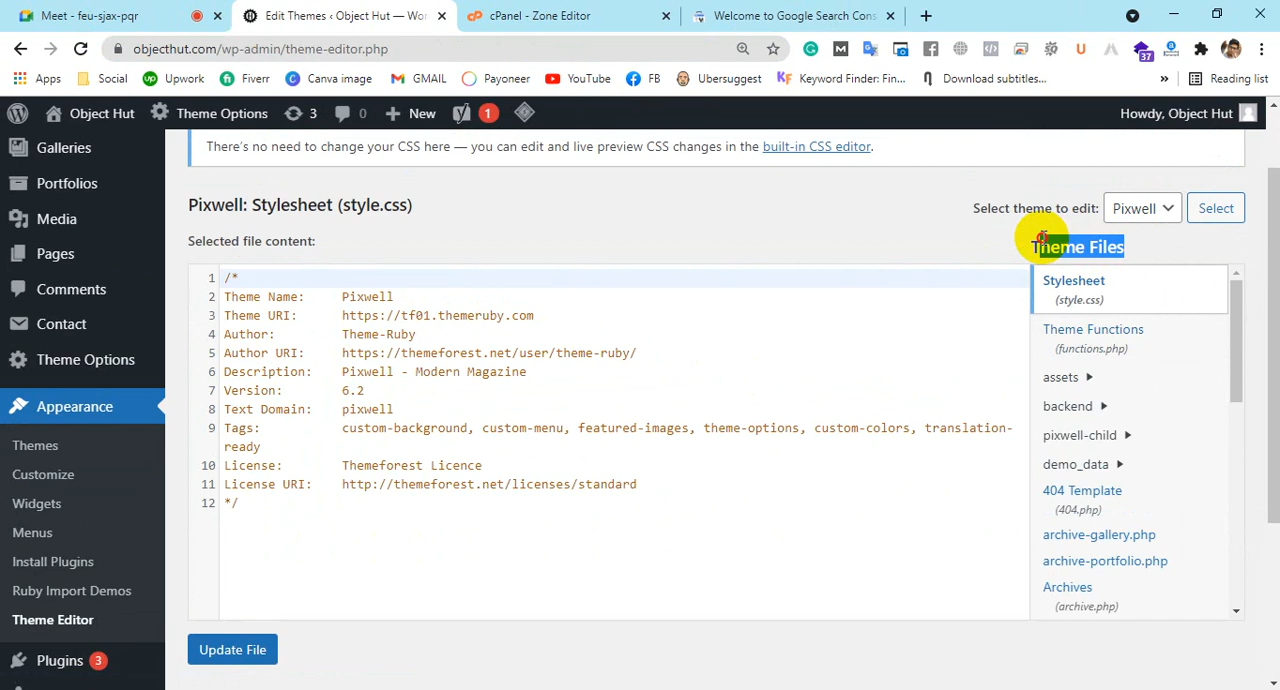 Meet - feu-sjax-pqr
Edit Themes ‹ Object Hut — Wor
cPanel - Zone Editor
Welcome to Google Search Cons
objecthut.com/wp-admin/theme-editor.php
37
Apps
Social
Upwork
Fiverr
Canva image
GMAIL
Payoneer
YouTube
FB
Ubersuggest
Keyword Finder: Fin...
Download subtitles...
»
Reading list
Object Hut
Theme Options
3
0
New
1
Howdy, Object Hut
Galleries
Portfolios
Media
Pages
Comments
Contact
Theme Options
Appearance
Themes
Customize
Widgets
Menus
Install Plugins
Ruby Import Demos
Theme Editor
Plugins 3
There's no need to change your CSS here — you can edit and live preview CSS changes in the built-in CSS editor.
Pixwell: Stylesheet (style.css)
Select theme to edit: Pixwell Select
Selected file content:
1 /*
2 Theme Name: Pixwell
3 Theme URI: https://tf01.themeruby.com
4 Author: Theme-Ruby
5 Author URI: https://themeforest.net/user/theme-ruby/
6 Description: Pixwell - Modern Magazine
7 Version: 6.2
8 Text Domain: pixwell
9 Tags: custom-background, custom-menu, featured-images, theme-options, custom-colors, translation-
ready
10 License: Themeforest Licence
11 License URI: http://themeforest.net/licenses/standard
12 */
Theme Files
Stylesheet
(style.css)
Theme Functions
(functions.php)
assets
backend
pixwell-child
demo_data
404 Template
(404.php)
archive-gallery.php
archive-portfolio.php
Archives
(archive.php)
Update File